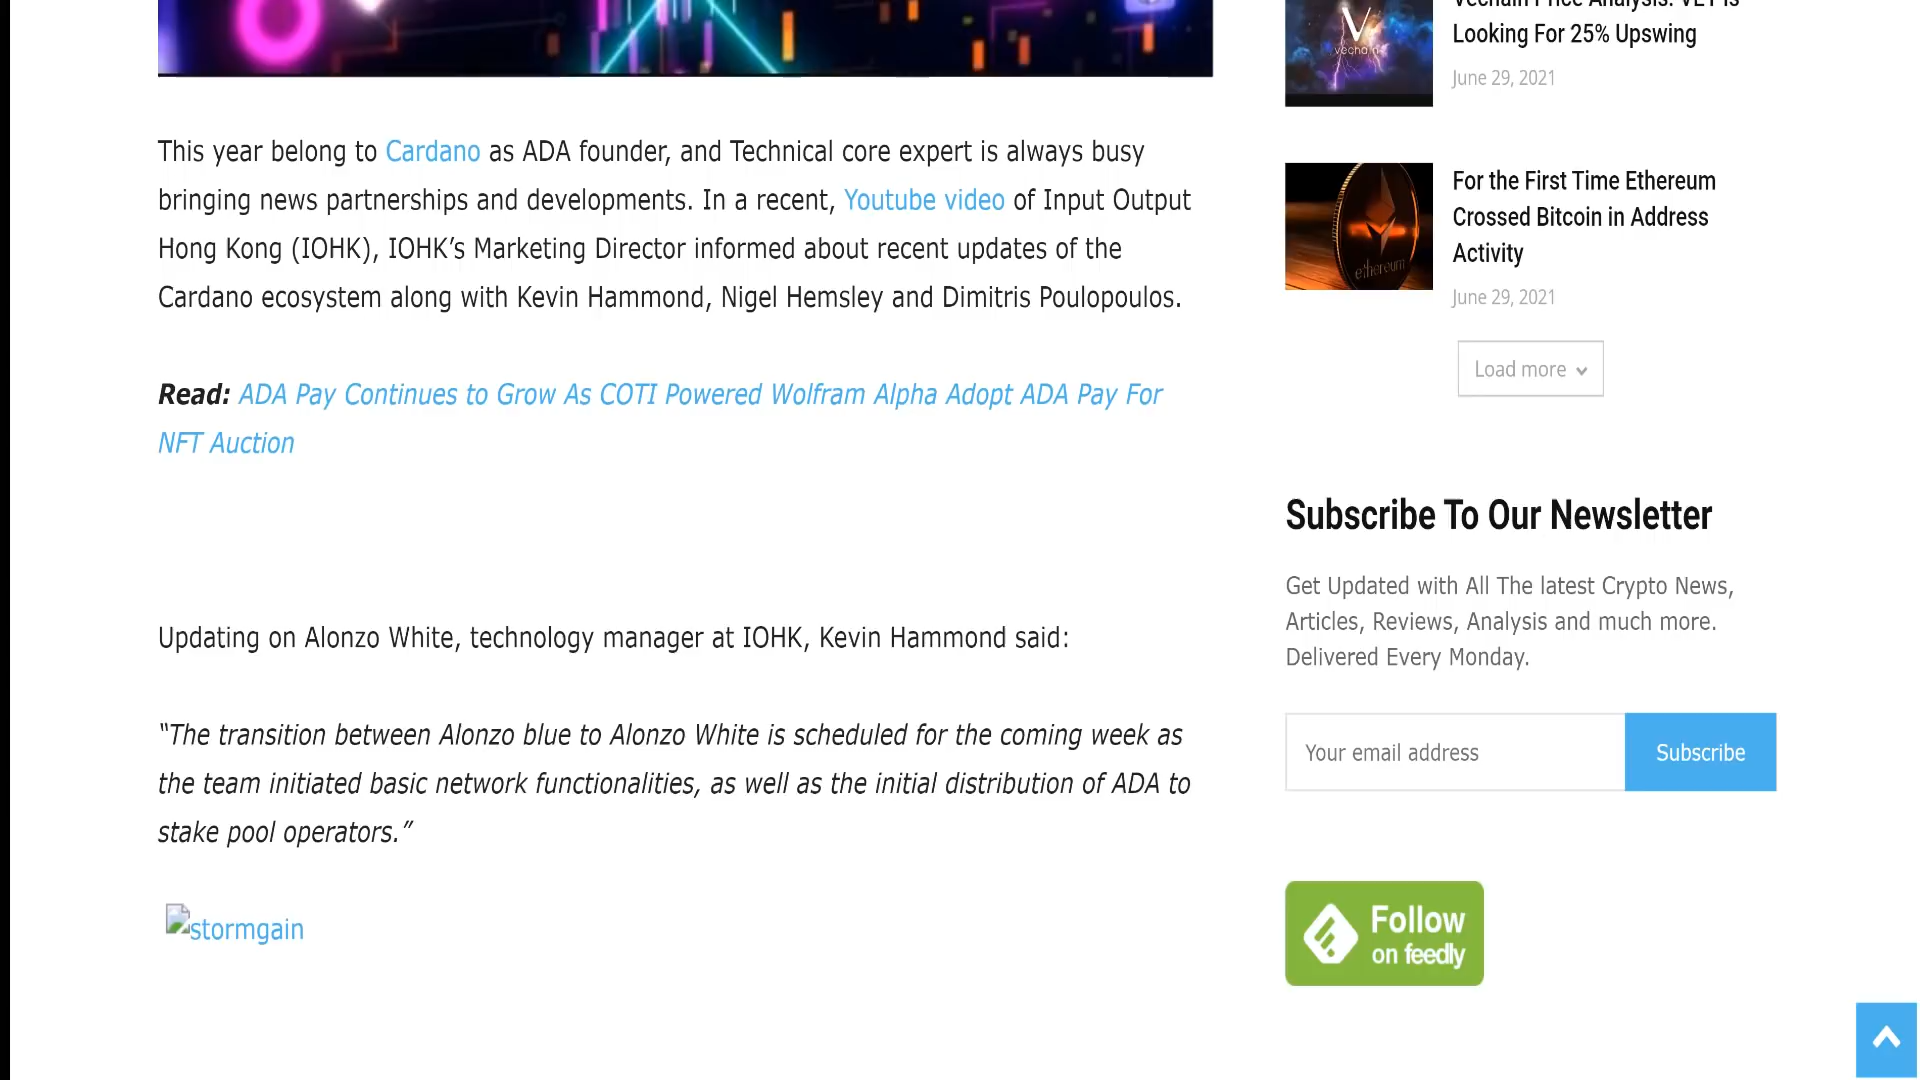 This year belong to Cardano as ADA founder, and Technical core expert is always busy
bringing news partnerships and developments. In a recent, Youtube video of Input Output
Hong Kong (IOHK), IOHK’s Marketing Director informed about recent updates of the
Cardano ecosystem along with Kevin Hammond, Nigel Hemsley and Dimitris Poulopoulos.
Read: ADA Pay Continues to Grow As COTI Powered Wolfram Alpha Adopt ADA Pay For
NFT Auction
Updating on Alonzo White, technology manager at IOHK, Kevin Hammond said:
“The transition between Alonzo blue to Alonzo White is scheduled for the coming week as
the team initiated basic network functionalities, as well as the initial distribution of ADA to
stake pool operators.”
stormgain
vechain
Vechain Price Analysis: VET is
Looking For 25% Upswing
June 29, 2021
ethereum
For the First Time Ethereum
Crossed Bitcoin in Address
Activity
June 29, 2021
Load more
Subscribe To Our Newsletter
Get Updated with All The latest Crypto News,
Articles, Reviews, Analysis and much more.
Delivered Every Monday.
Your email address
Subscribe
Follow
on feedly